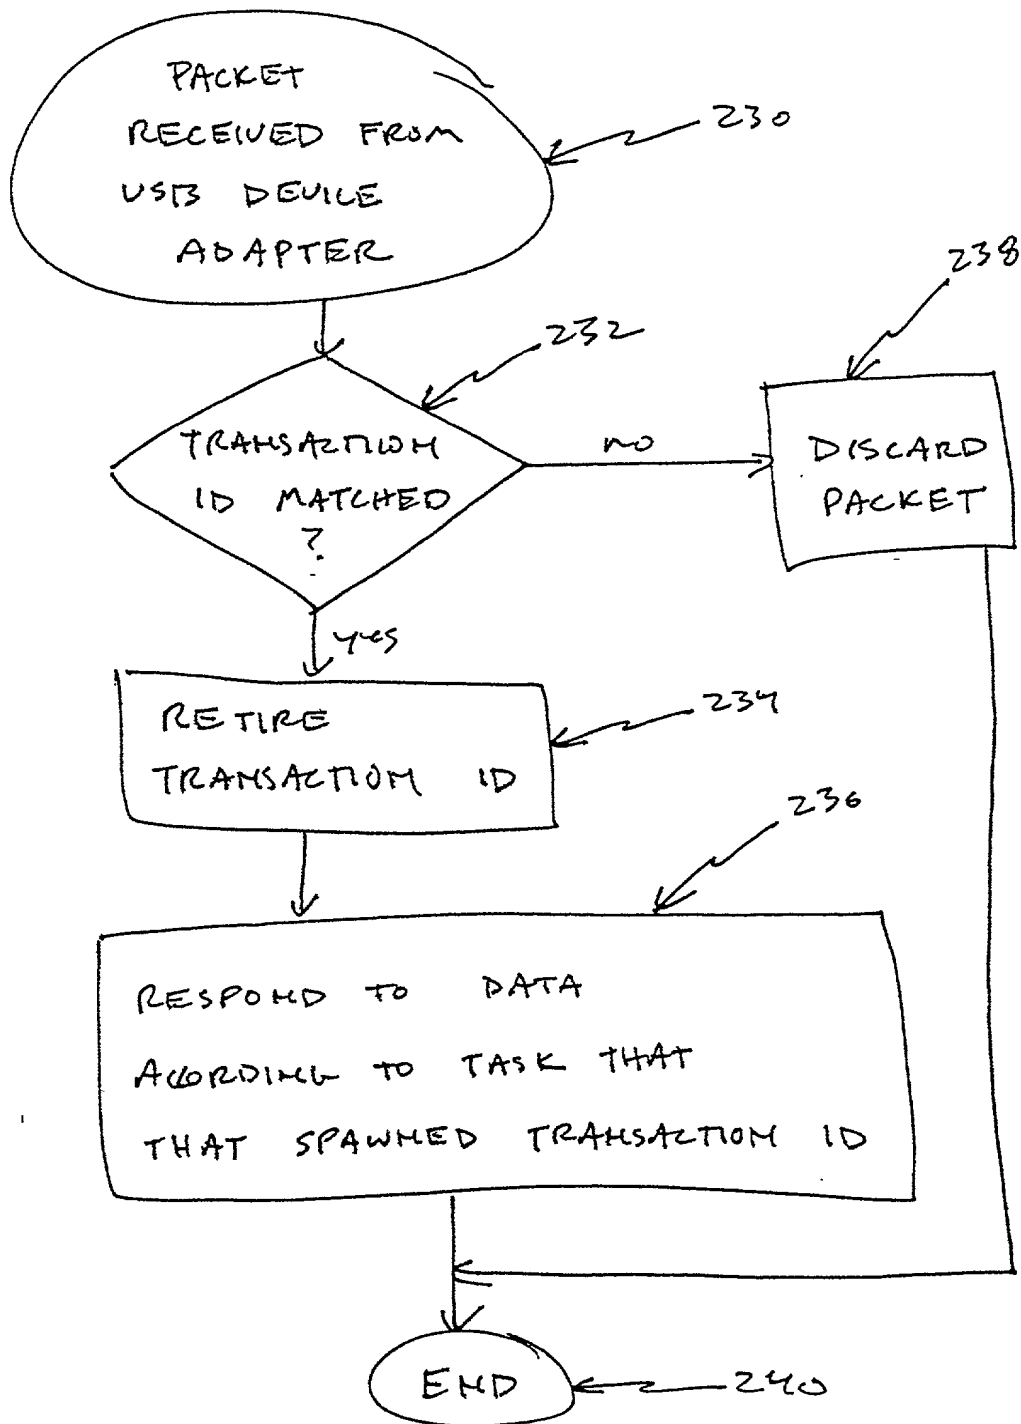 PACKET
RECEIVED FROM
USB DEVICE
ADAPTER
230
232
TRANSACTION
ID MATCHED
?
no
238
DISCARD
PACKET
yes
RETIRE
TRANSACTION ID
234
236
RESPOND TO DATA
ACCORDING TO TASK THAT
THAT SPAWNED TRANSACTION ID
END
240